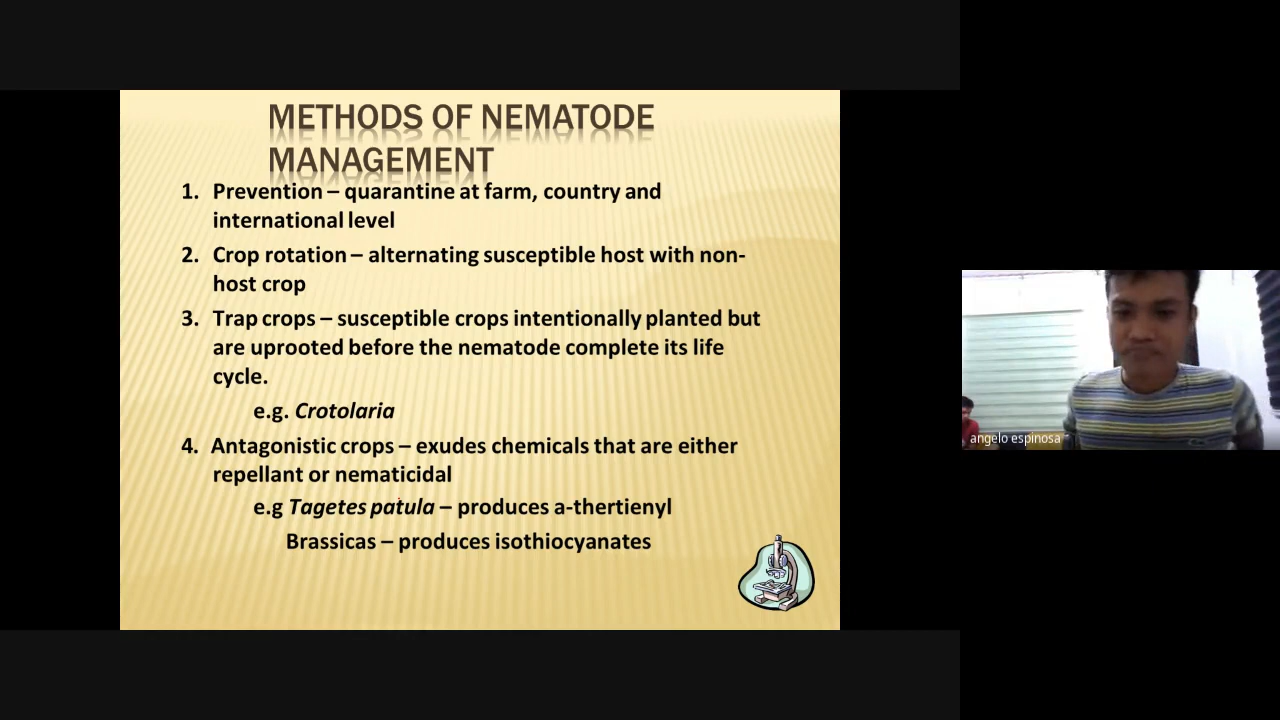 METHODS OF NEMATODE
MANAGEMENT
1. Prevention – quarantine at farm, country and
international level
2. Crop rotation – alternating susceptible host with non-
host crop
3. Trap crops – susceptible crops intentionally planted but
are uprooted before the nematode complete its life
cycle.
e.g. Crotolaria
4. Antagonistic crops – exudes chemicals that are either
repellant or nematicidal
e.g Tagetes patula – produces a-thertienyl
Brassicas – produces isothiocyanates
angelo espinosa